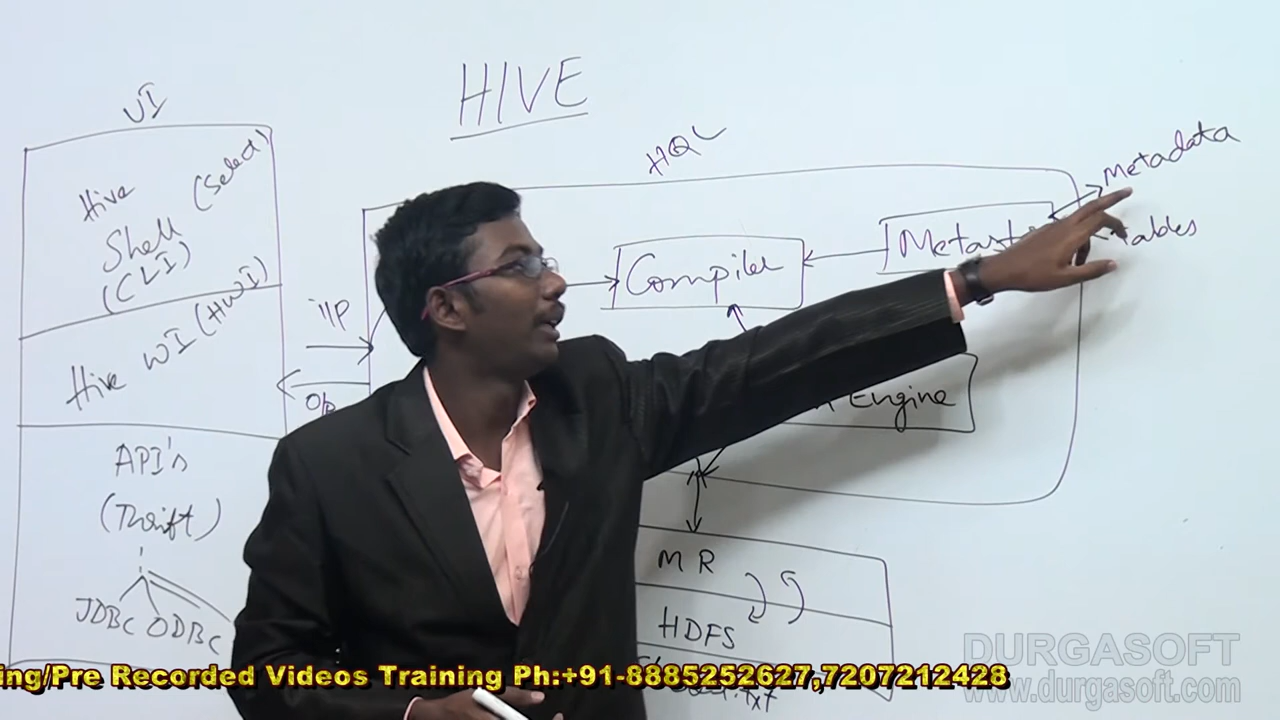 HIVE
UI
Hive
Shell (Select)
(CLI)
Hive WI (HWI)
API's
(Thrift)
JDBC ODBC
i/p
O/P
HQL
Compiler
Metadata
Engine
MR
HDFS
.txt
DURGASOFT
www.durgasoft.com
ing/Pre Recorded Videos Training Ph:+91-8885252627,7207212428